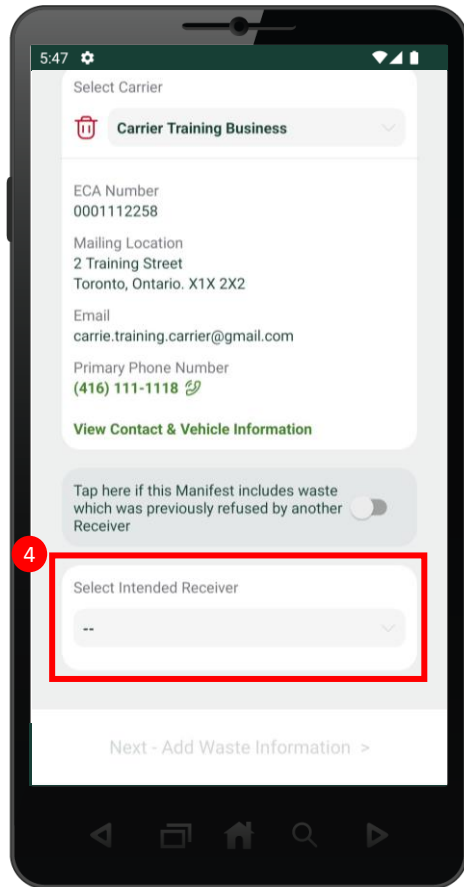 5:47
Select Carrier
Carrier Training Business
ECA Number
0001112258
Mailing Location
2 Training Street
Toronto, Ontario. X1X 2X2
Email
carrie.training.carrier@gmail.com
Primary Phone Number
(416) 111-1118
View Contact & Vehicle Information
Tap here if this Manifest includes waste
which was previously refused by another
Receiver
4
Select Intended Receiver
--
Next - Add Waste Information >